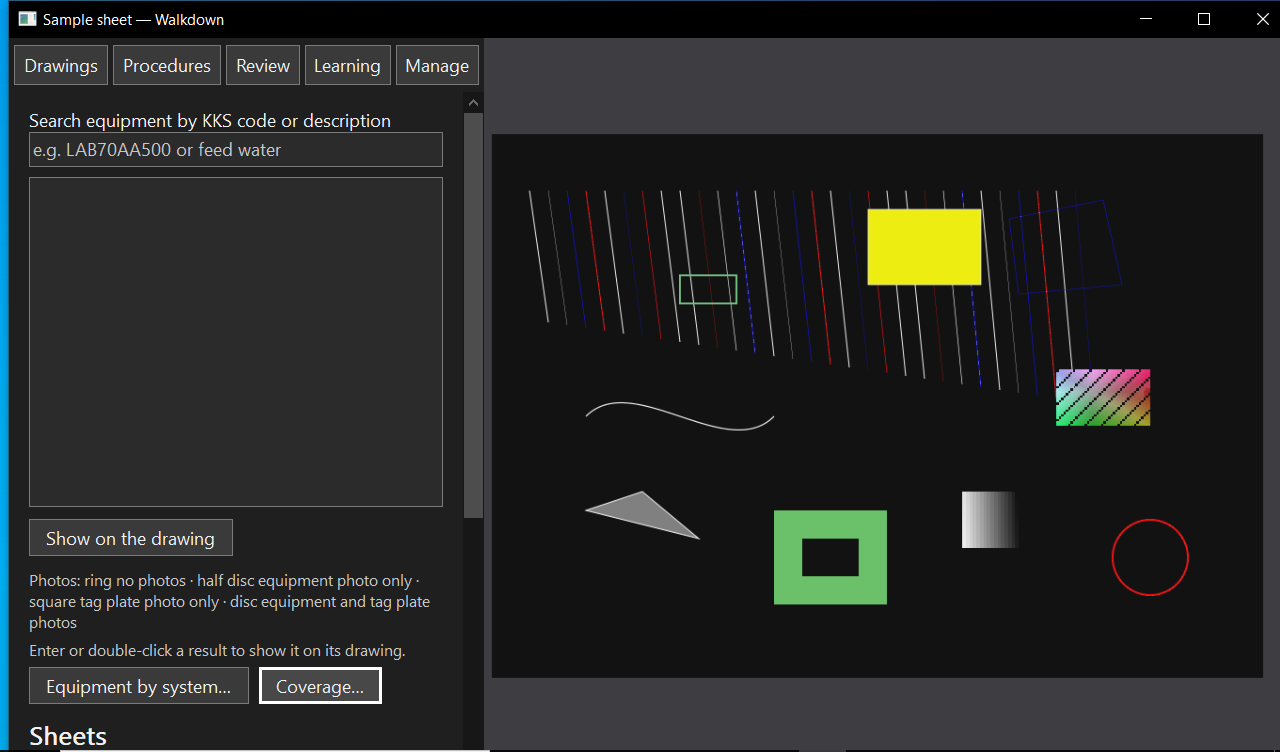 Sample sheet — Walkdown
Drawings Procedures Review Learning Manage
Search equipment by KKS code or description
e.g. LAB70AA500 or feed water
Show on the drawing
Photos: ring no photos · half disc equipment photo only ·
square tag plate photo only · disc equipment and tag plate
photos
Enter or double-click a result to show it on its drawing.
Equipment by system... Coverage...
Sheets